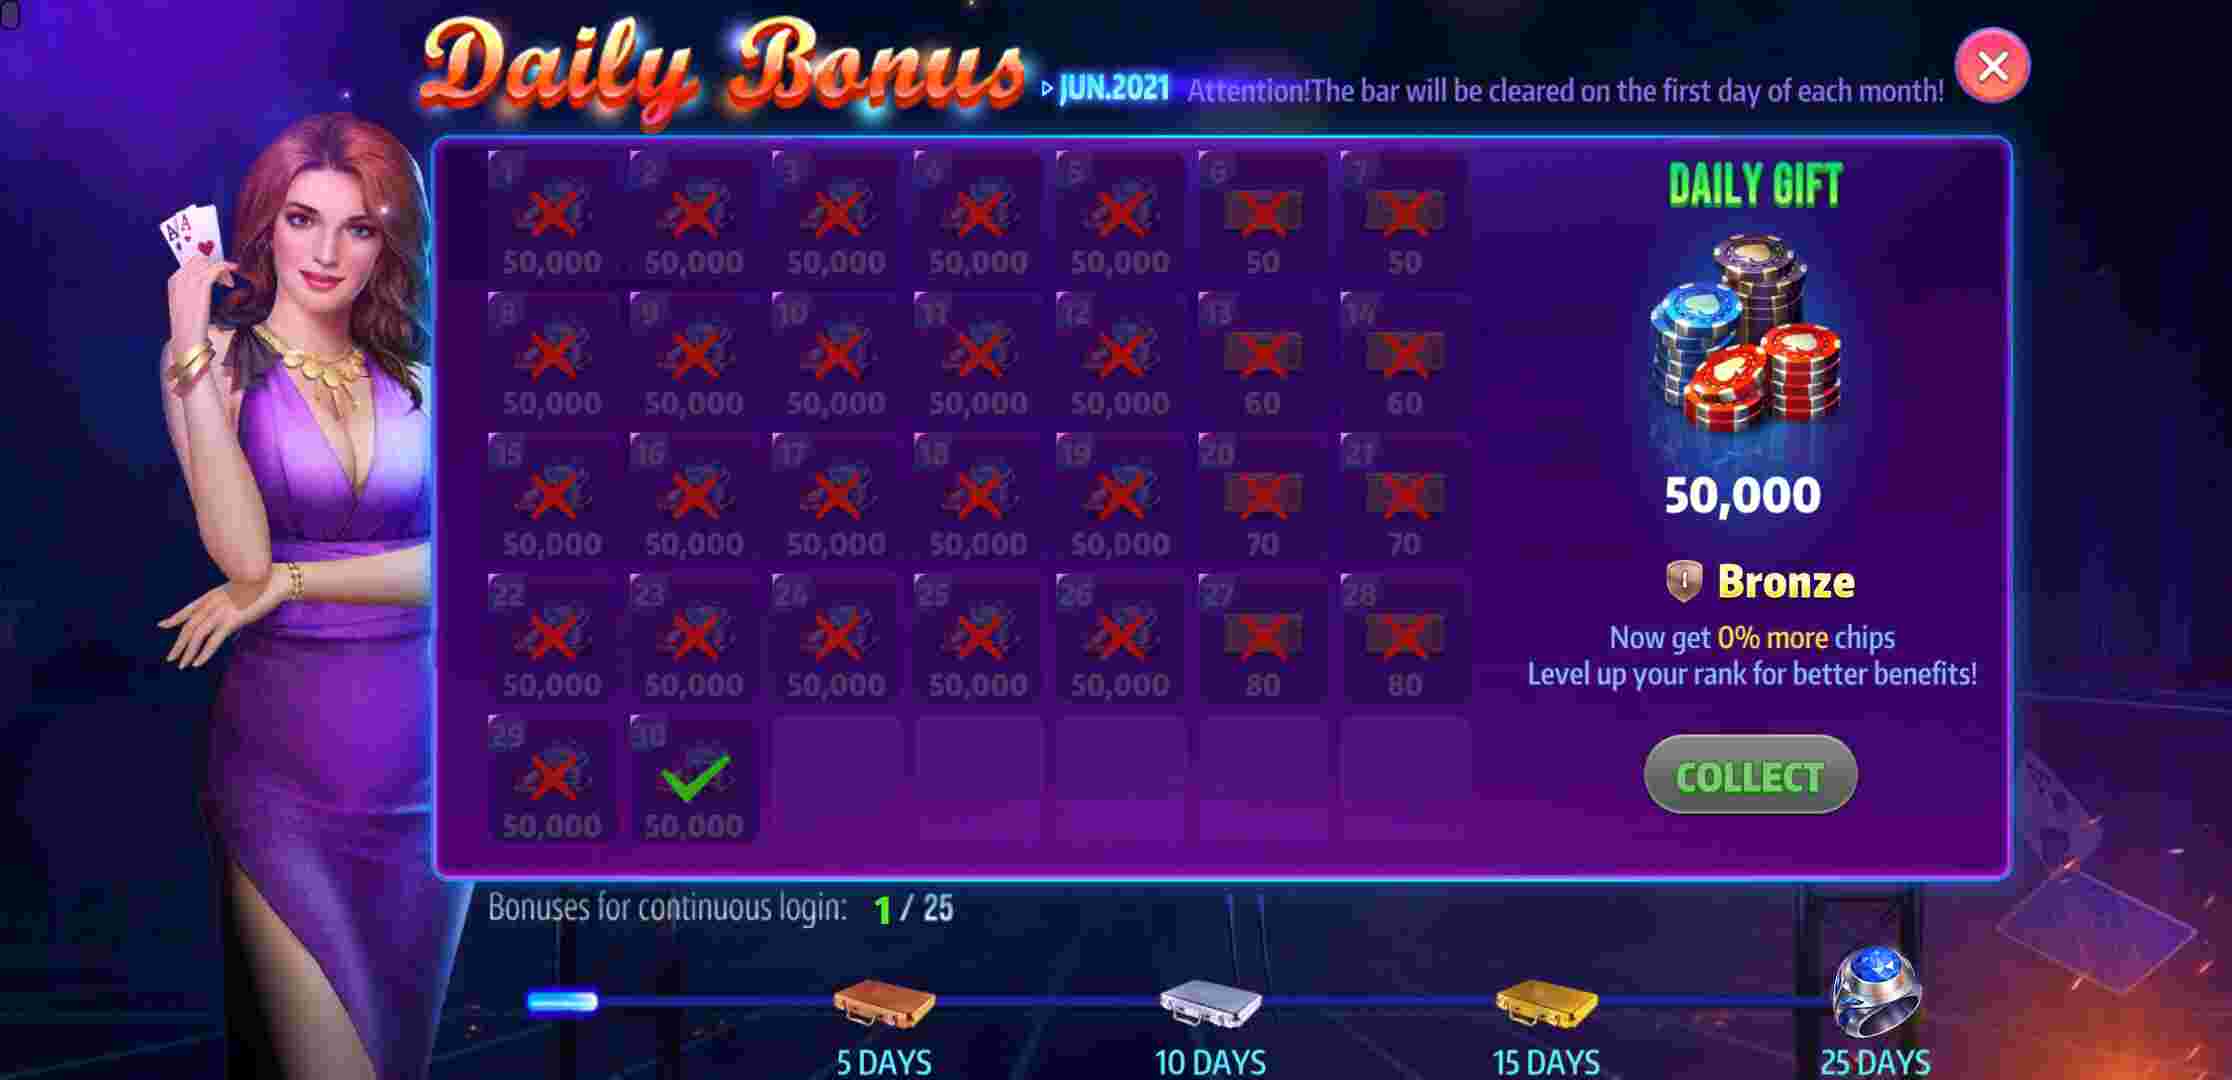 Daily Bonus
JUN.2021
Attention!The bar will be cleared on the first day of each month!
1 2 3 4 5 6 7
50,000 50,000 50,000 50,000 50,000 50 50
8 9 10 11 12 13 14
50,000 50,000 50,000 50,000 50,000 60 60
15 16 17 18 19 20 21
50,000 50,000 50,000 50,000 50,000 70 70
22 23 24 25 26 27 28
50,000 50,000 50,000 50,000 50,000 80 80
29 30
50,000 50,000
DAILY GIFT
50,000
Bronze
Now get 0% more chips
Level up your rank for better benefits!
COLLECT
Bonuses for continuous login: 1 / 25
5 DAYS 10 DAYS 15 DAYS 25 DAYS
A A